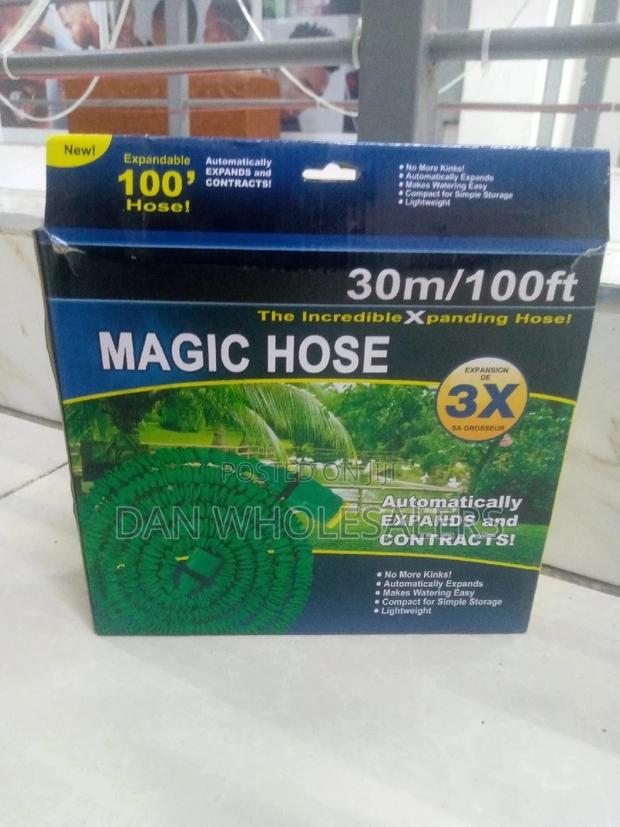 New!
Expandable
100'
Hose!
Automatically
EXPANDS and
CONTRACTS!
• No More Kinks!
• Automatically Expands
• Makes Watering Easy
• Compact for Simple Storage
• Lightweight
30m/100ft
The Incredible Xpanding Hose!
MAGIC HOSE
EXPANSION
DE
3X
SA GROSSEUR
POSTED ON JIJI
DAN WHOLESALERS
Automatically
EXPANDS and
CONTRACTS!
• No More Kinks!
• Automatically Expands
• Makes Watering Easy
• Compact for Simple Storage
• Lightweight